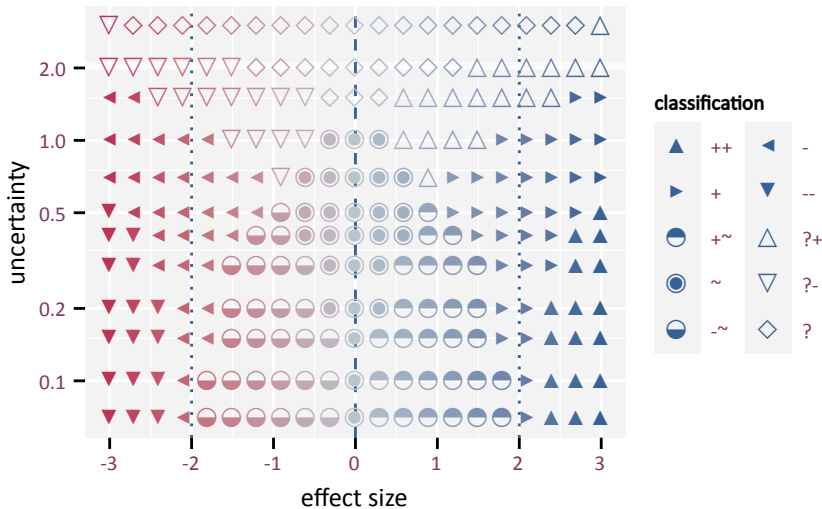 2.0
1.0
0.5
0.2
0.1
uncertainty
-3 -2 -1 0 1 2 3
effect size
classification
++ -
+ --
+~ ?+
~ ?-
-~ ?